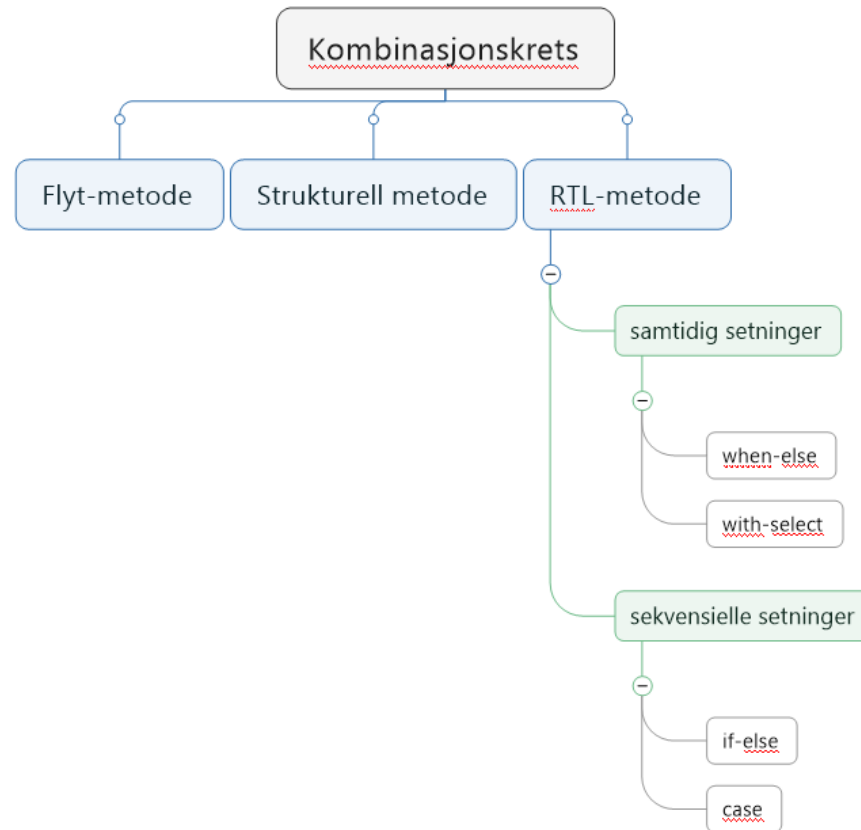 Kombinasjonskrets
Flyt-metode
Strukturell metode
RTL-metode
samtidig setninger
when-else
with-select
sekvensielle setninger
if-else
case